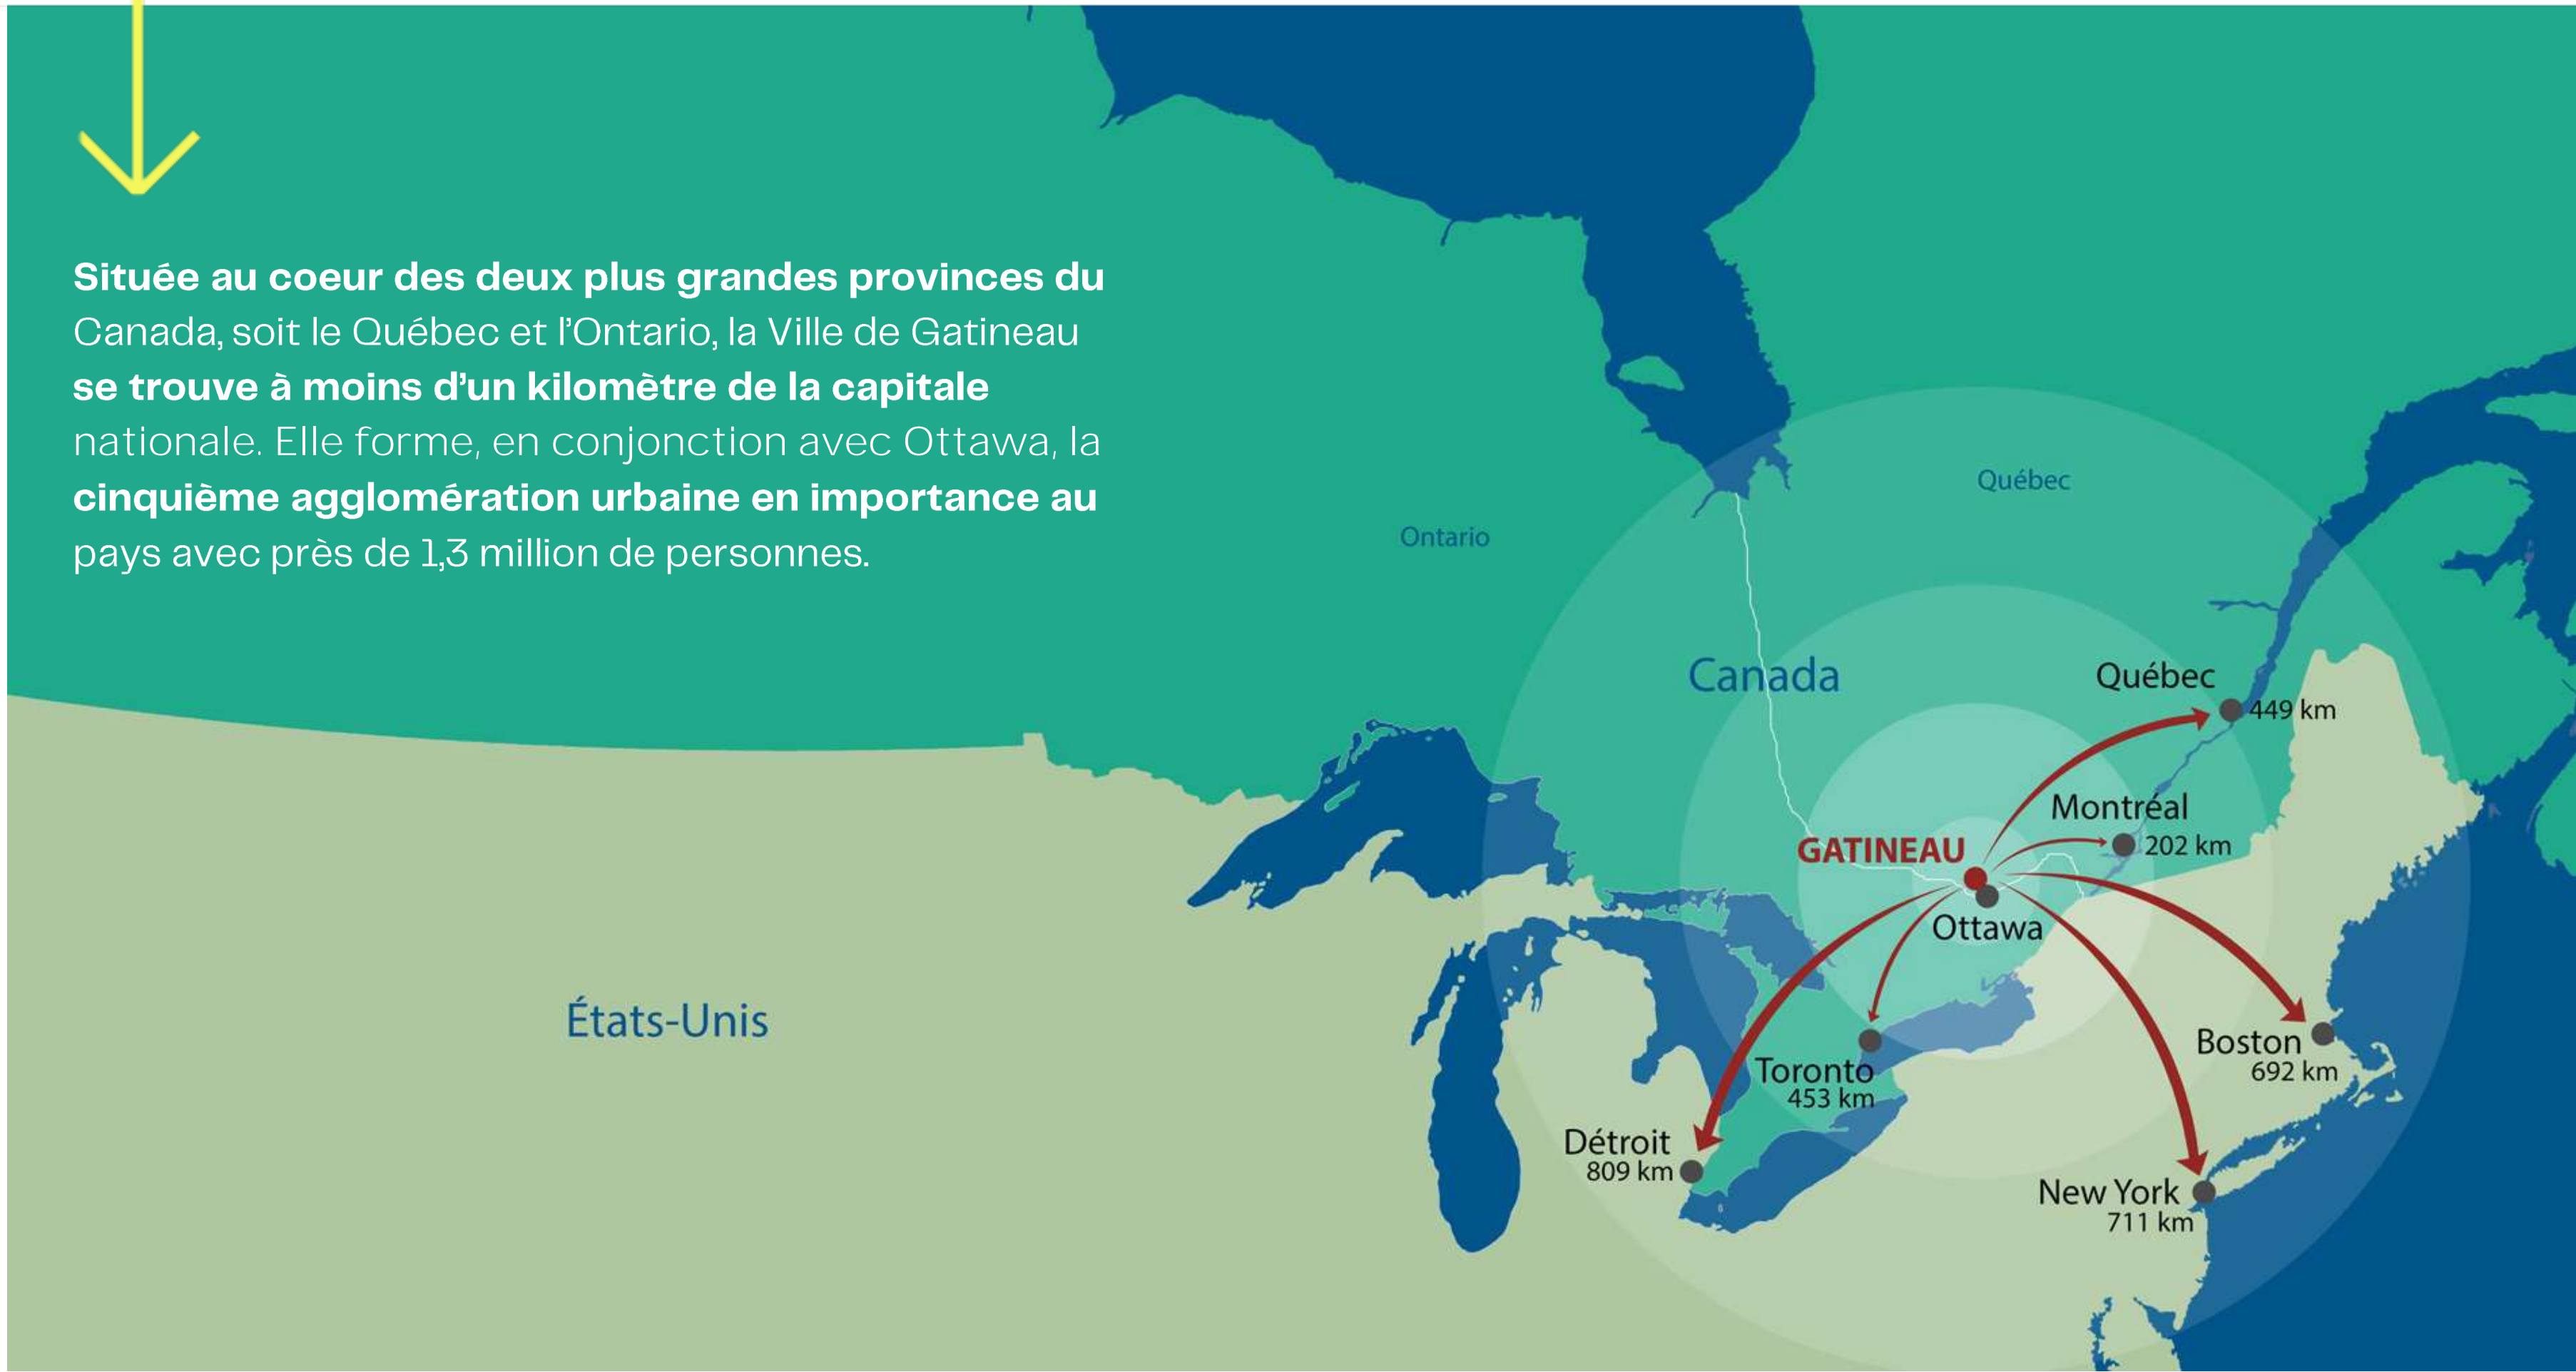 Située au coeur des deux plus grandes provinces du
Canada, soit le Québec et l'Ontario, la Ville de Gatineau
se trouve à moins d'un kilomètre de la capitale
nationale. Elle forme, en conjonction avec Ottawa, la
cinquième agglomération urbaine en importance au
pays avec près de 1,3 million de personnes.
Québec
Ontario
Canada
Québec
449 km
Montréal
202 km
GATINEAU
Ottawa
États-Unis
Boston
692 km
Toronto
453 km
Détroit
809 km
New York
711 km